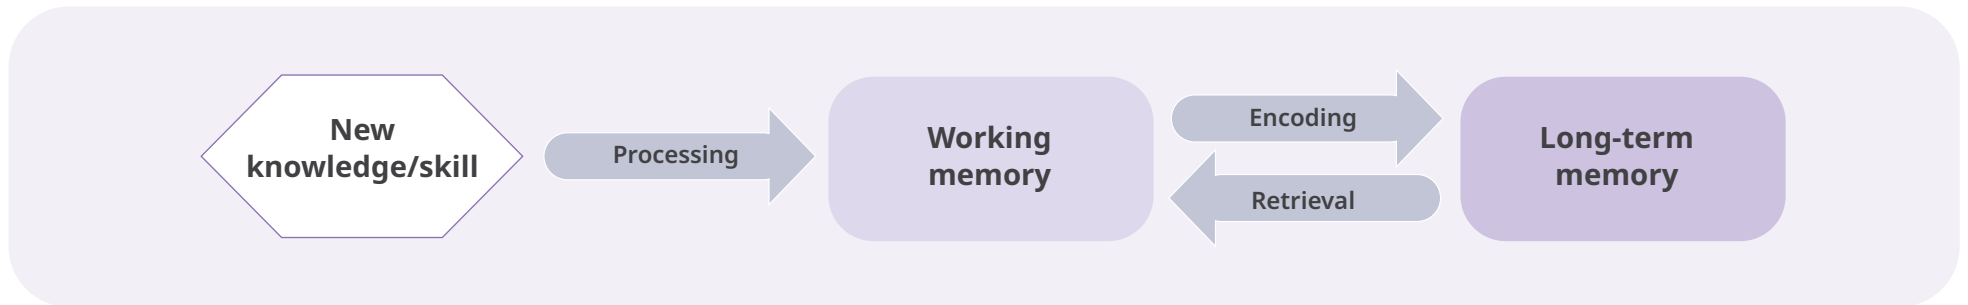 New
knowledge/skill
Processing
Working
memory
Encoding
Retrieval
Long-term
memory